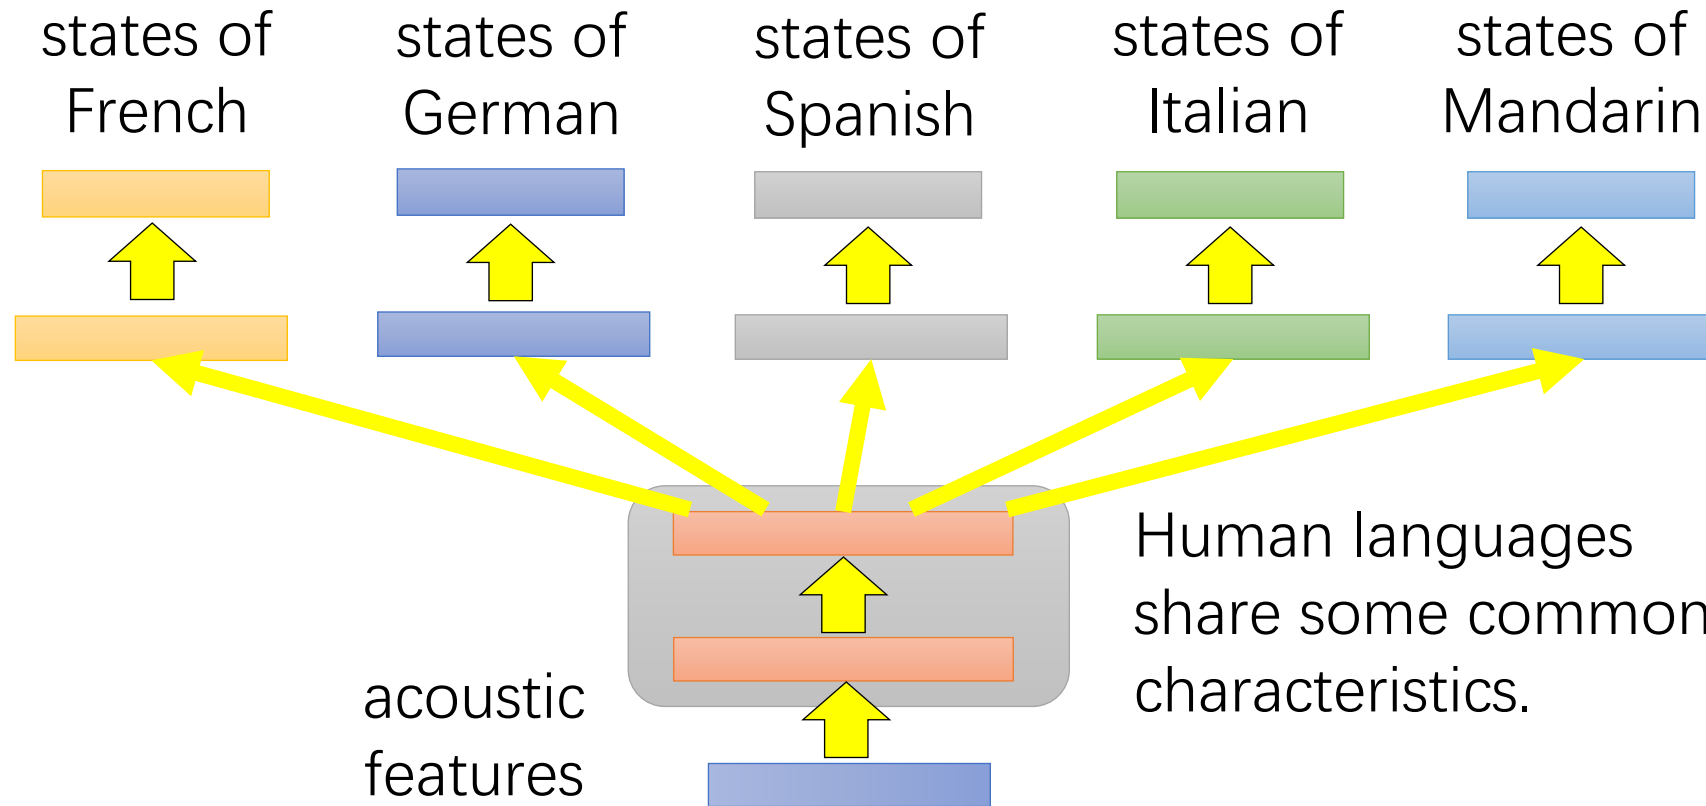 states of
French
states of
German
states of
Spanish
states of
Italian
states of
Mandarin
Human languages
share some common
characteristics.
acoustic
features